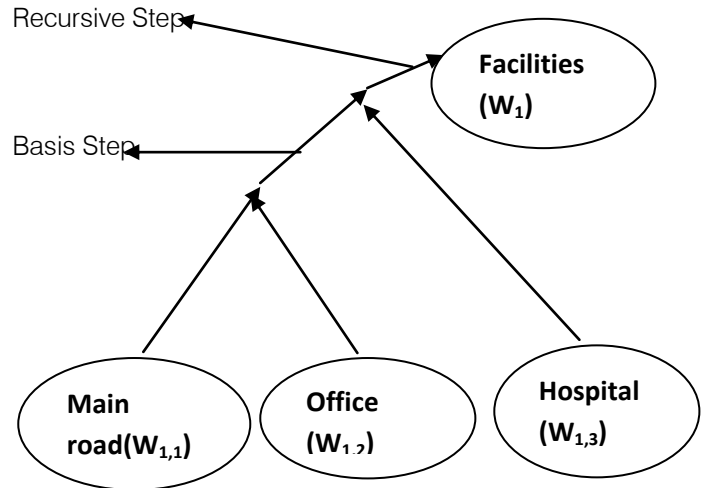 Recursive Step
Facilities
(W₁)
Basis Step
Main
road(W₁,₁)
Office
(W₁,₂)
Hospital
(W₁,₃)